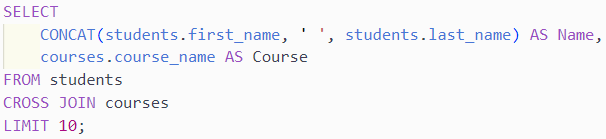 SELECT
    CONCAT(students.first_name, ' ', students.last_name) AS Name,
    courses.course_name AS Course
FROM students
CROSS JOIN courses
LIMIT 10;